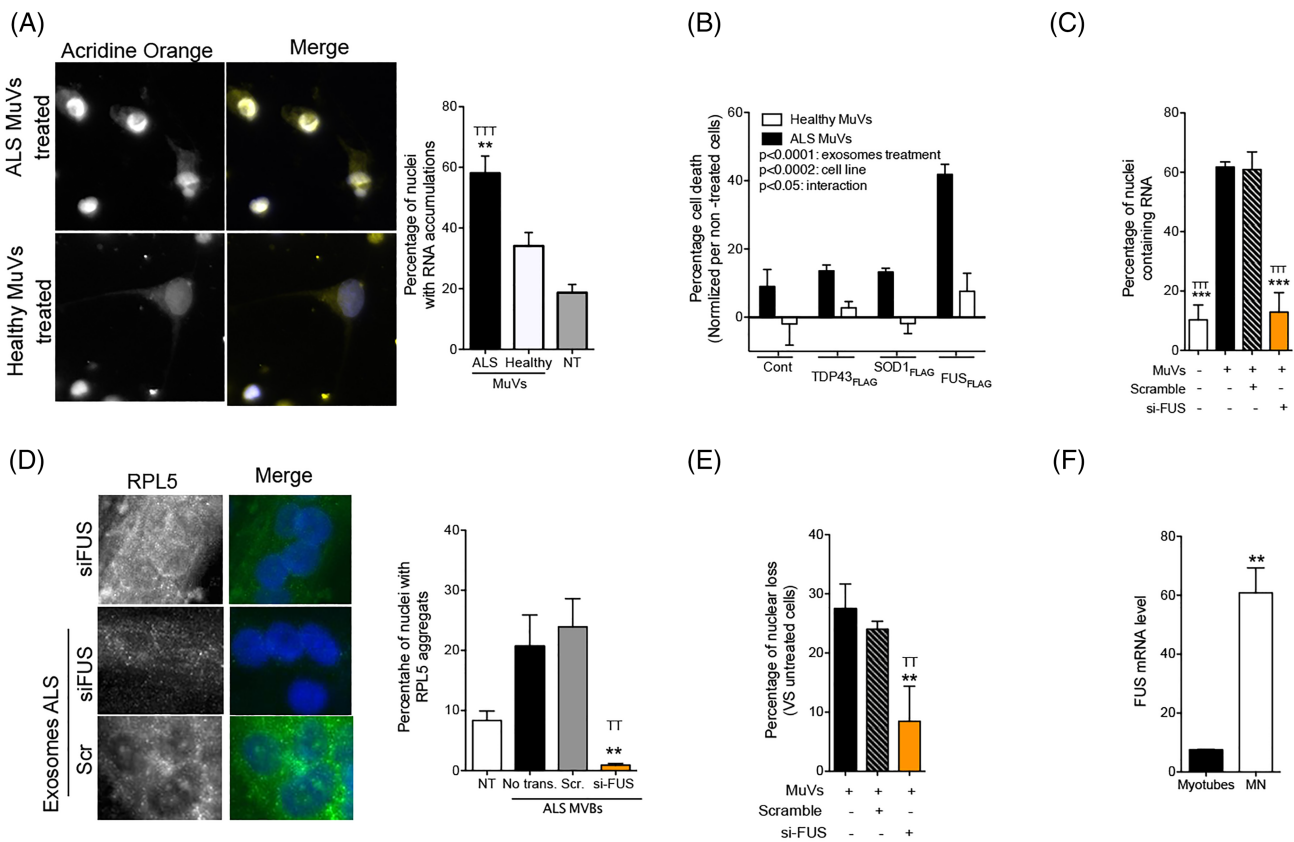 (A)
Acridine Orange
Merge
ALS MuVs
treated
Healthy MuVs
treated
Percentage of nuclei
with RNA accumulations
80
60
40
20
0
TTT
**
ALS
Healthy
NT
MuVs
(B)
Percentage cell death
(Normlized per non -treated cells)
60
40
20
0
Healthy MuVs
ALS MuVs
p<0.0001: exosomes treatment
p<0.0002: cell line
p<0.05: interaction
Cont
TDP43FLAG
SOD1FLAG
FUSFLAG
(C)
Percentage of nuclei
containing RNA
80
60
40
20
0
TTT
***
TTT
***
MuVs - + + +
Scramble - - + -
si-FUS - - - +
(D)
RPL5
Merge
siFUS
siFUS
Scr
Exosomes ALS
Percentahe of nuclei with
RPL5 aggregats
40
30
20
10
0
TT
**
NT No trans. Scr. si-FUS
ALS MVBs
(E)
Percentage of nuclear loss
(VS untreated cells)
40
30
20
10
0
TT
**
MuVs + + +
Scramble - + -
si-FUS - - +
(F)
FUS mRNA level
80
60
40
20
0
**
Myotubes MN